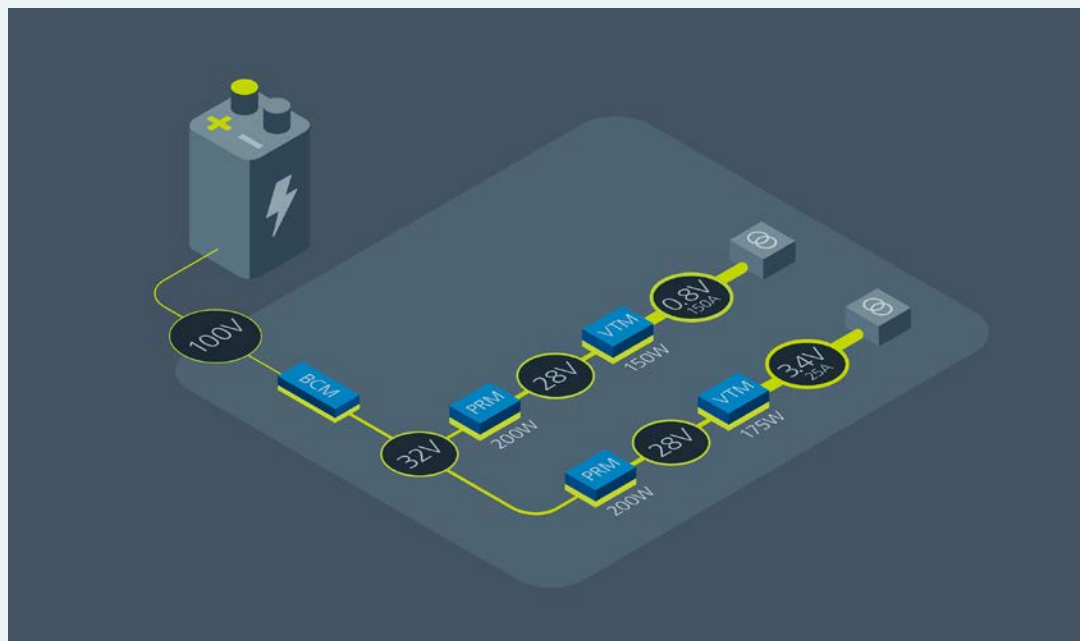 100V
BCM
32V
PRM
200W
28V
VTM
150W
0.8V
150A
PRM
200W
28V
VTM
175W
3.4V
25A